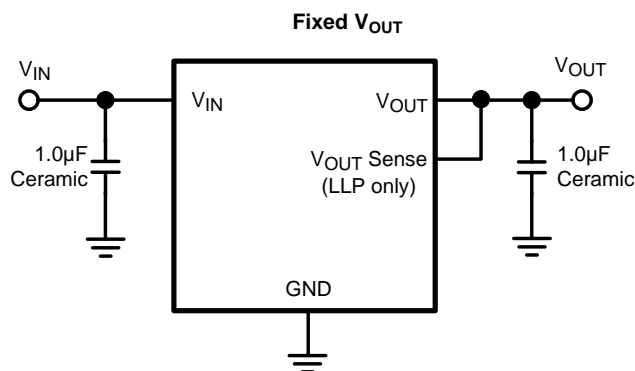 Fixed VOUT
VIN
VOUT
VIN
VOUT
1.0µF
Ceramic
VOUT Sense
(LLP only)
1.0µF
Ceramic
GND